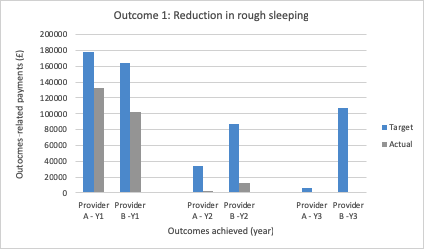 Outcome 1: Reduction in rough sleeping
Outcomes -related payments (£)
200000
180000
160000
140000
120000
100000
80000
60000
40000
20000
0
Provider Provider Provider Provider Provider Provider
A - Y1 B -Y1 A - Y2 B -Y2 A - Y3 B -Y3
Outcomes achieved (year)
Target
Actual